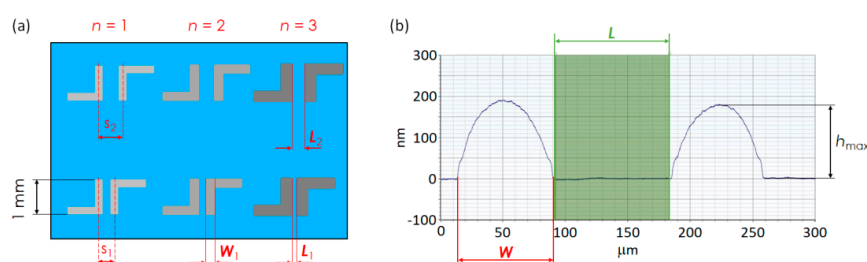 (a)
n = 1
n = 2
n = 3
s2
L2
1 mm
s1
W1
L1
(b)
L
300
200
100
0
-100
nm
hmax
W
0
50
100
150
200
250
300
µm